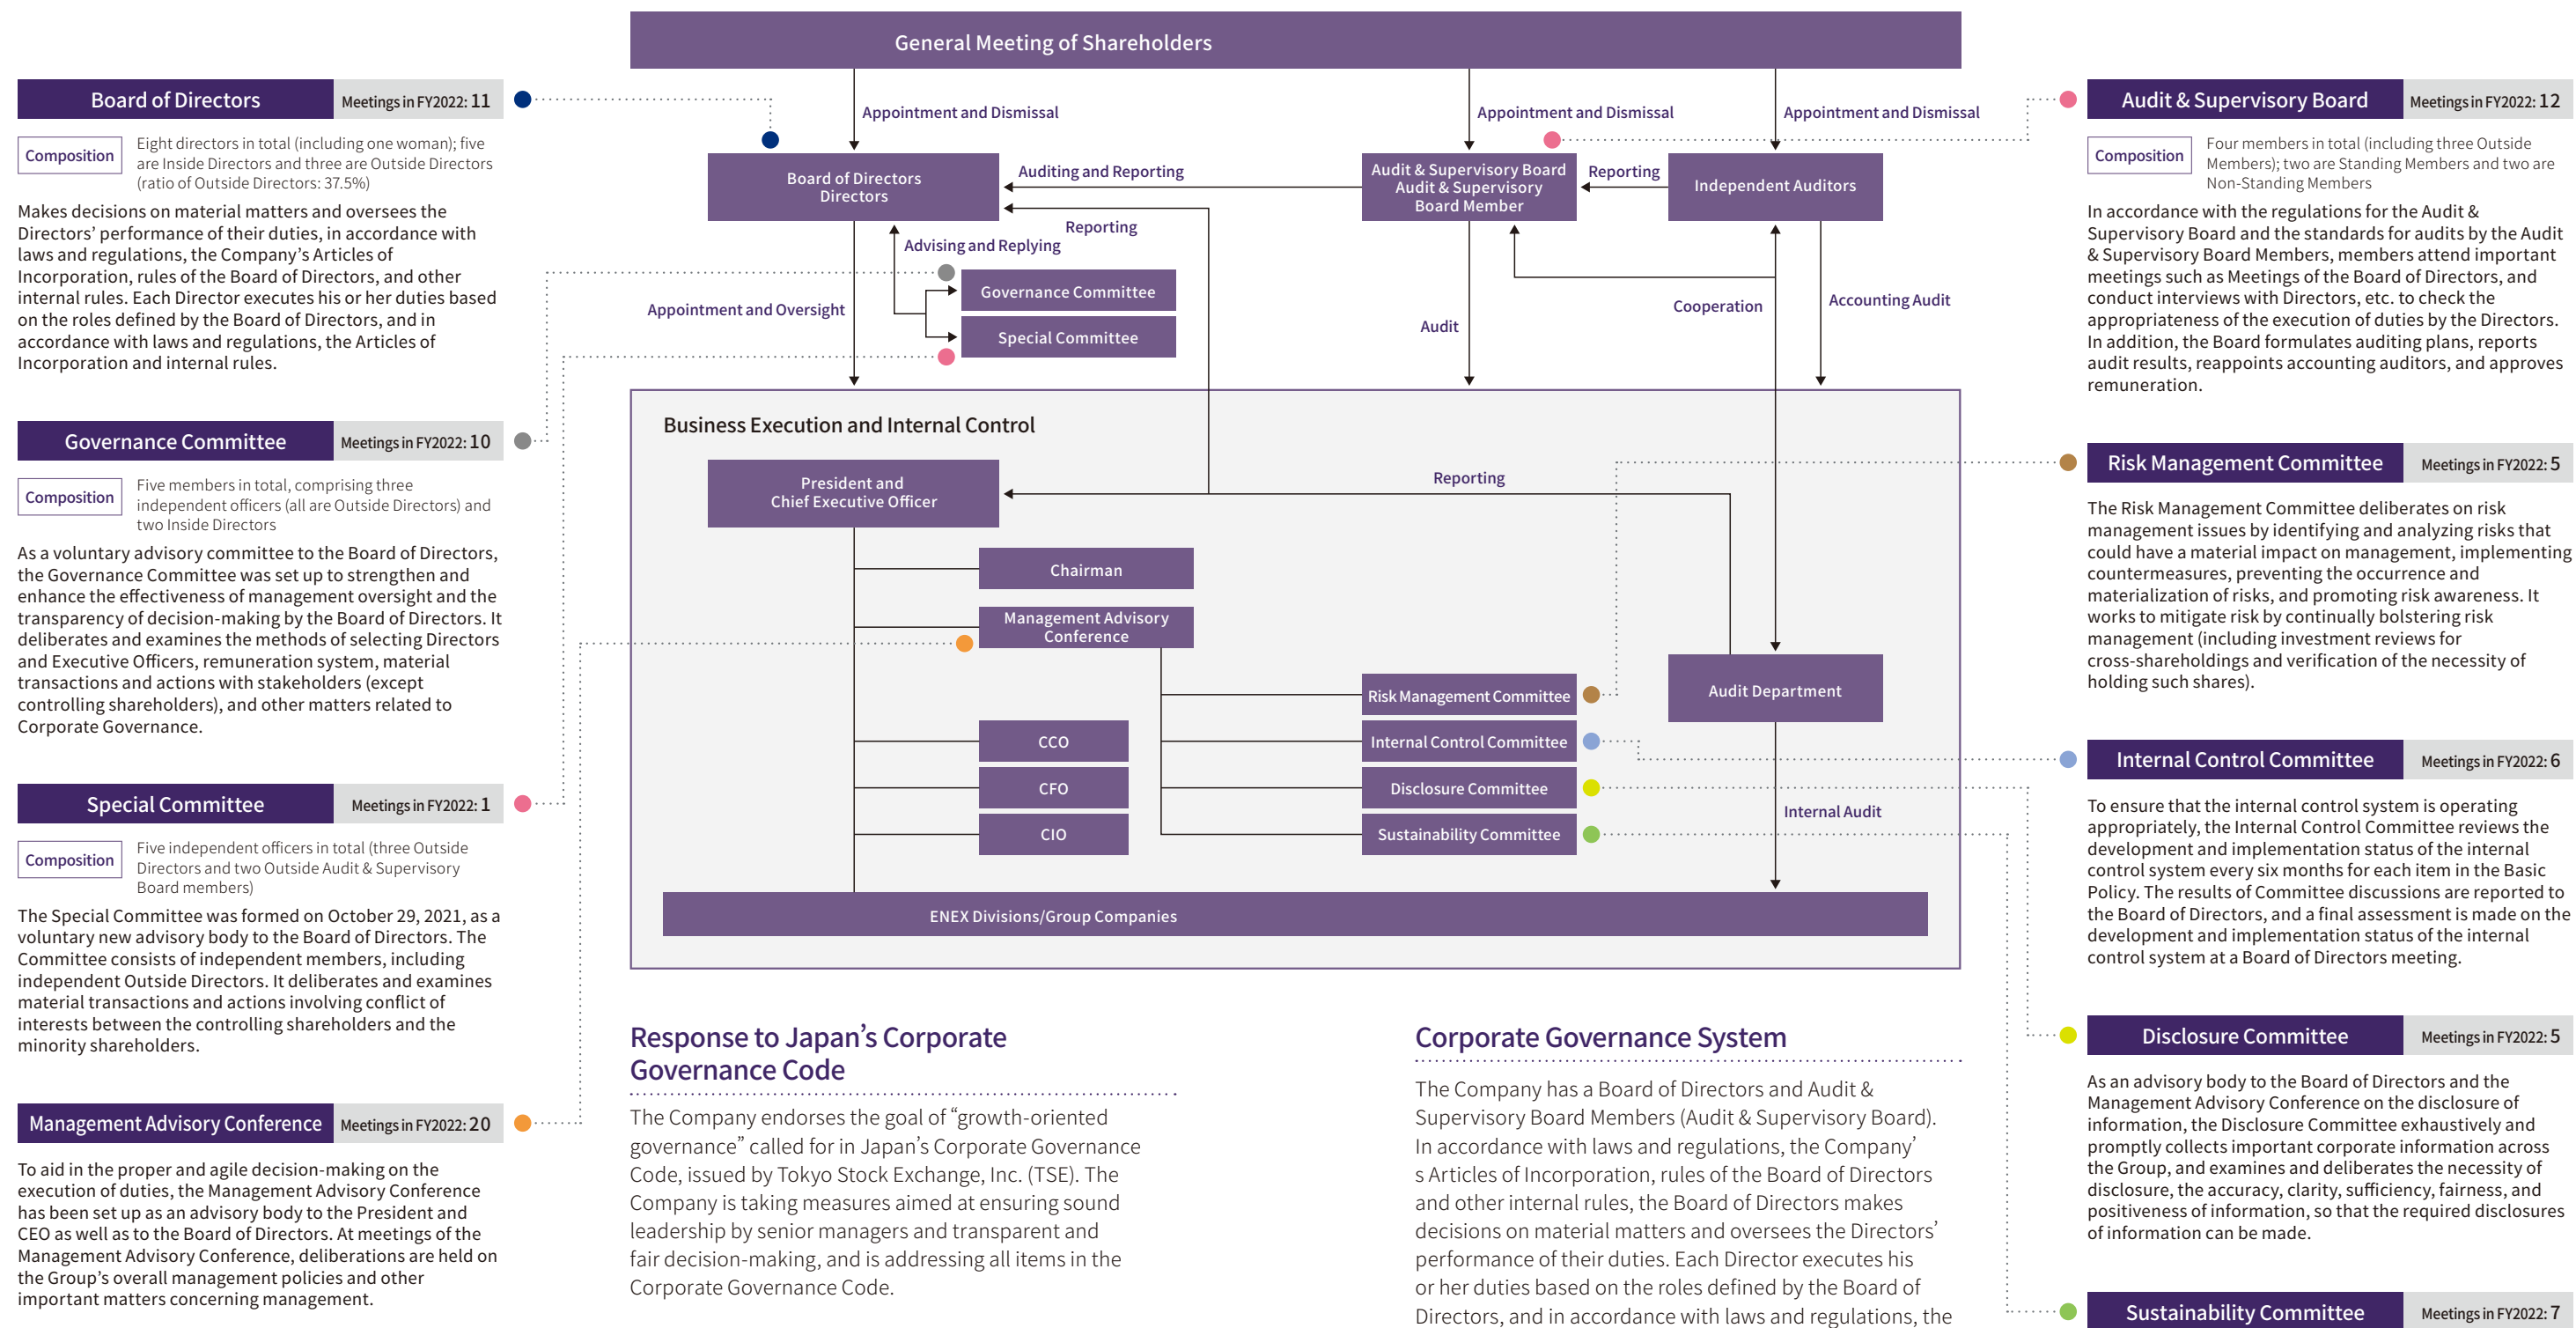 General Meeting of Shareholders
Appointment and Dismissal
Appointment and Dismissal
Appointment and Dismissal
Board of Directors
Directors
Auditing and Reporting
Audit & Supervisory Board
Audit & Supervisory
Board Member
Reporting
Independent Auditors
Reporting
Advising and Replying
Governance Committee
Special Committee
Appointment and Oversight
Audit
Cooperation
Accounting Audit
Business Execution and Internal Control
President and
Chief Executive Officer
Reporting
Chairman
Management Advisory
Conference
Risk Management Committee
Audit Department
CCO
Internal Control Committee
CFO
Disclosure Committee
Internal Audit
CIO
Sustainability Committee
ENEX Divisions/Group Companies
Board of Directors
Meetings in FY2022: 11
Composition
Eight directors in total (including one woman); five
are Inside Directors and three are Outside Directors
(ratio of Outside Directors: 37.5%)
Makes decisions on material matters and oversees the
Directors’ performance of their duties, in accordance with
laws and regulations, the Company’s Articles of
Incorporation, rules of the Board of Directors, and other
internal rules. Each Director executes his or her duties based
on the roles defined by the Board of Directors, and in
accordance with laws and regulations, the Articles of
Incorporation and internal rules.
Governance Committee
Meetings in FY2022: 10
Composition
Five members in total, comprising three
independent officers (all are Outside Directors) and
two Inside Directors
As a voluntary advisory committee to the Board of Directors,
the Governance Committee was set up to strengthen and
enhance the effectiveness of management oversight and the
transparency of decision-making by the Board of Directors. It
deliberates and examines the methods of selecting Directors
and Executive Officers, remuneration system, material
transactions and actions with stakeholders (except
controlling shareholders), and other matters related to
Corporate Governance.
Special Committee
Meetings in FY2022: 1
Composition
Five independent officers in total (three Outside
Directors and two Outside Audit & Supervisory
Board members)
The Special Committee was formed on October 29, 2021, as a
voluntary new advisory body to the Board of Directors. The
Committee consists of independent members, including
independent Outside Directors. It deliberates and examines
material transactions and actions involving conflict of
interests between the controlling shareholders and the
minority shareholders.
Management Advisory Conference
Meetings in FY2022: 20
To aid in the proper and agile decision-making on the
execution of duties, the Management Advisory Conference
has been set up as an advisory body to the President and
CEO as well as to the Board of Directors. At meetings of the
Management Advisory Conference, deliberations are held on
the Group’s overall management policies and other
important matters concerning management.
Response to Japan’s Corporate
Governance Code
The Company endorses the goal of “growth-oriented
governance” called for in Japan’s Corporate Governance
Code, issued by Tokyo Stock Exchange, Inc. (TSE). The
Company is taking measures aimed at ensuring sound
leadership by senior managers and transparent and
fair decision-making, and is addressing all items in the
Corporate Governance Code.
Corporate Governance System
The Company has a Board of Directors and Audit &
Supervisory Board Members (Audit & Supervisory Board).
In accordance with laws and regulations, the Company’
s Articles of Incorporation, rules of the Board of Directors
and other internal rules, the Board of Directors makes
decisions on material matters and oversees the Directors’
performance of their duties. Each Director executes his
or her duties based on the roles defined by the Board of
Directors, and in accordance with laws and regulations, the
Audit & Supervisory Board
Meetings in FY2022: 12
Composition
Four members in total (including three Outside
Members); two are Standing Members and two are
Non-Standing Members
In accordance with the regulations for the Audit &
Supervisory Board and the standards for audits by the Audit
& Supervisory Board Members, members attend important
meetings such as Meetings of the Board of Directors, and
conduct interviews with Directors, etc. to check the
appropriateness of the execution of duties by the Directors.
In addition, the Board formulates auditing plans, reports
audit results, reappoints accounting auditors, and approves
remuneration.
Risk Management Committee
Meetings in FY2022: 5
The Risk Management Committee deliberates on risk
management issues by identifying and analyzing risks that
could have a material impact on management, implementing
countermeasures, preventing the occurrence and
materialization of risks, and promoting risk awareness. It
works to mitigate risk by continually bolstering risk
management (including investment reviews for
cross-shareholdings and verification of the necessity of
holding such shares).
Internal Control Committee
Meetings in FY2022: 6
To ensure that the internal control system is operating
appropriately, the Internal Control Committee reviews the
development and implementation status of the internal
control system every six months for each item in the Basic
Policy. The results of Committee discussions are reported to
the Board of Directors, and a final assessment is made on the
development and implementation status of the internal
control system at a Board of Directors meeting.
Disclosure Committee
Meetings in FY2022: 5
As an advisory body to the Board of Directors and the
Management Advisory Conference on the disclosure of
information, the Disclosure Committee exhaustively and
promptly collects important corporate information across
the Group, and examines and deliberates the necessity of
disclosure, the accuracy, clarity, sufficiency, fairness, and
positiveness of information, so that the required disclosures
of information can be made.
Sustainability Committee
Meetings in FY2022: 7